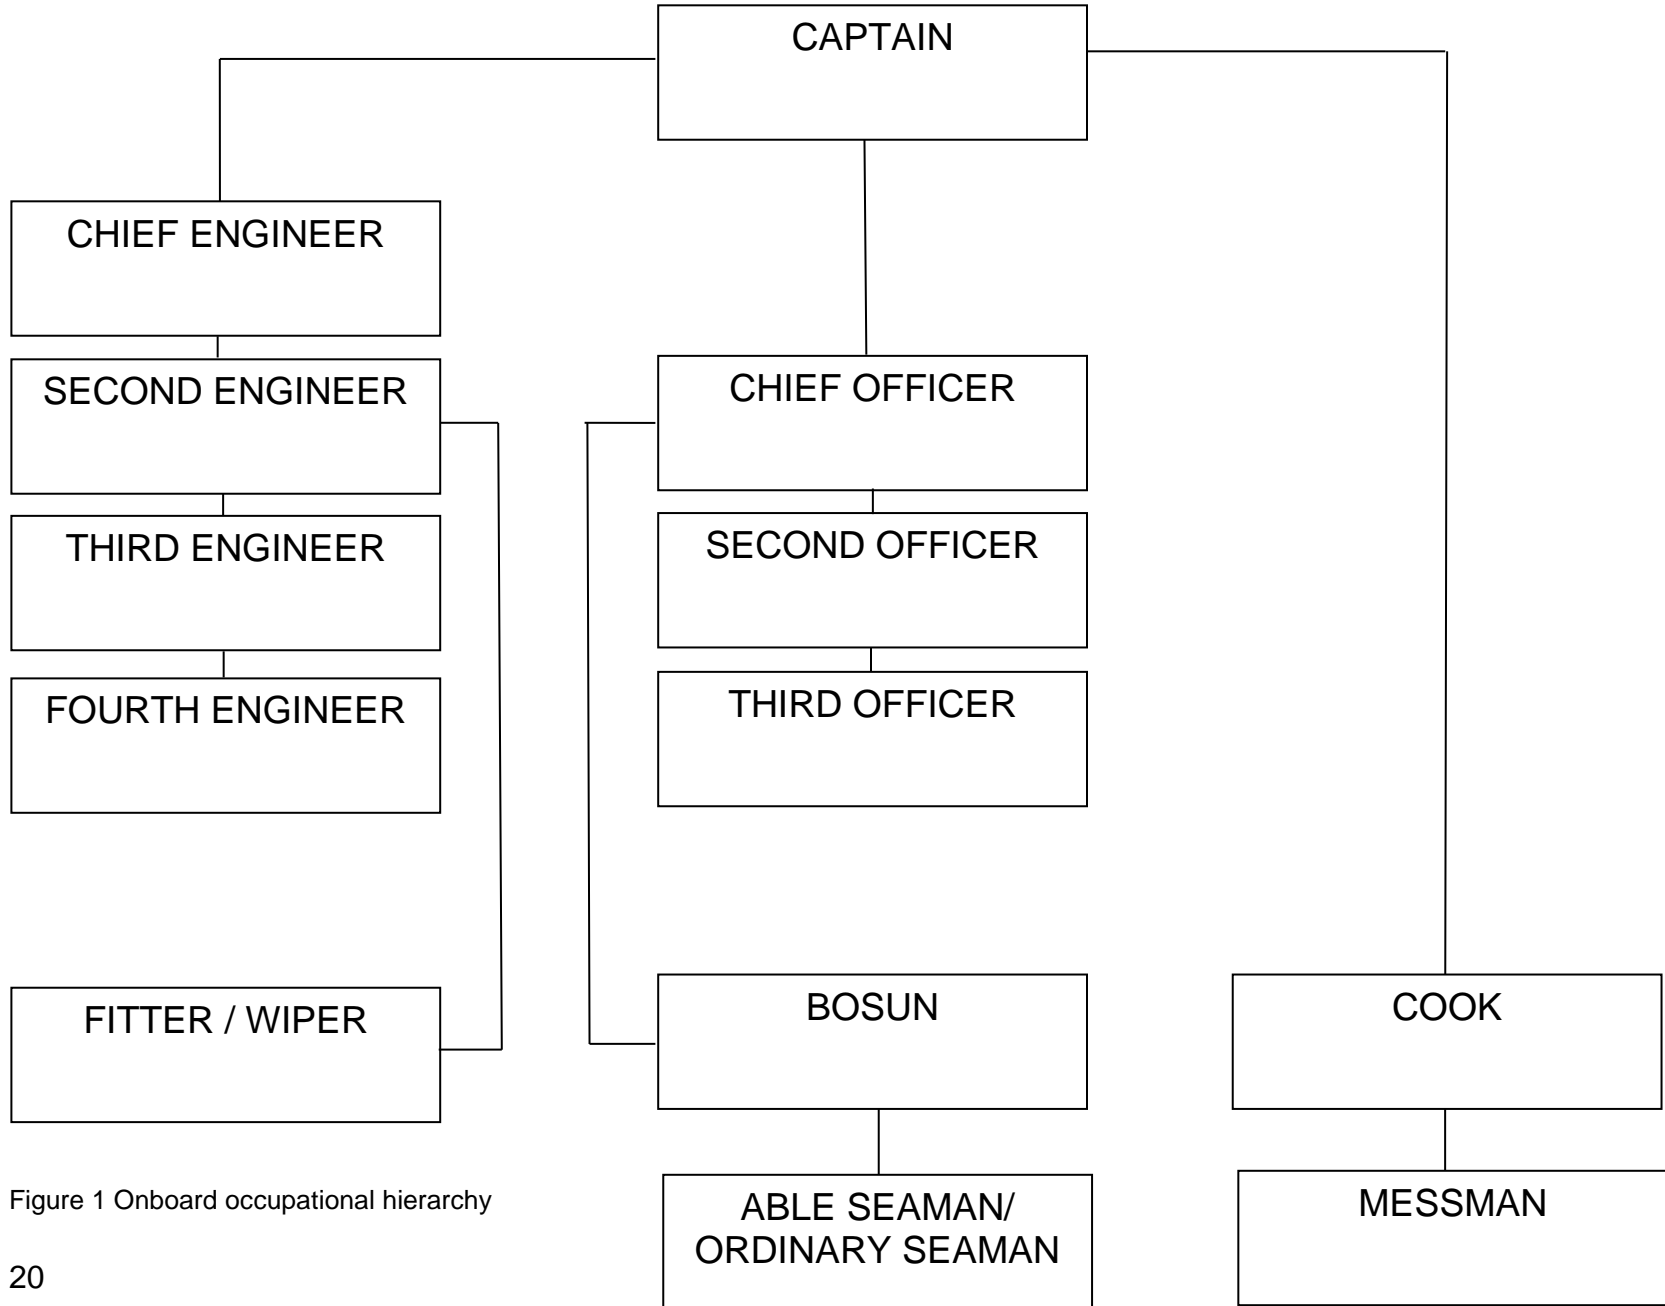 CAPTAIN
CHIEF ENGINEER
SECOND ENGINEER
CHIEF OFFICER
THIRD ENGINEER
SECOND OFFICER
FOURTH ENGINEER
THIRD OFFICER
FITTER / WIPER
BOSUN
COOK
Figure 1 Onboard occupational hierarchy
ABLE SEAMAN/
ORDINARY SEAMAN
MESSMAN
20